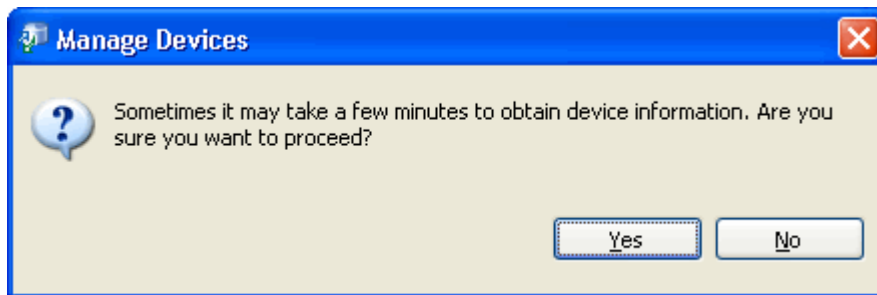 Manage Devices
Sometimes it may take a few minutes to obtain device information. Are you
sure you want to proceed?
Yes
No